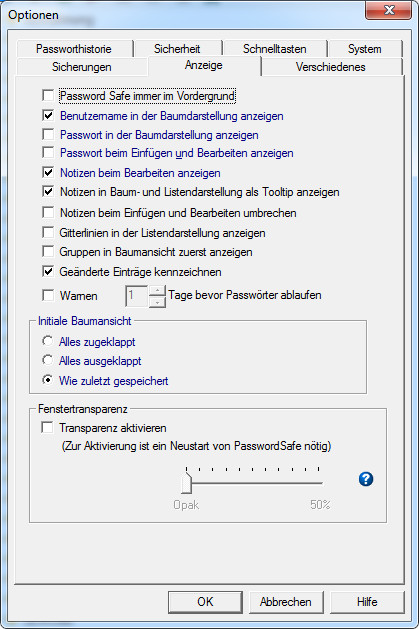 Optionen
Passworthistorie
Sicherheit
Schnelltasten
System
Sicherungen
Anzeige
Verschiedenes
Password Safe immer im Vordergrund
Benutzername in der Baumdarstellung anzeigen
Passwort in der Baumdarstellung anzeigen
Passwort beim Einfügen und Bearbeiten anzeigen
Notizen beim Bearbeiten anzeigen
Notizen in Baum- und Listendarstellung als Tooltip anzeigen
Notizen beim Einfügen und Bearbeiten umbrechen
Gitterlinien in der Listendarstellung anzeigen
Gruppen in Baumansicht zuerst anzeigen
Geänderte Einträge kennzeichnen
Warnen 1 Tage bevor Passwörter ablaufen
Initiale Baumansicht
Alles zugeklappt
Alles ausgeklappt
Wie zuletzt gespeichert
Fenstertransparenz
Transparenz aktivieren
(Zur Aktivierung ist ein Neustart von PasswordSafe nötig)
?
Opak 50%
OK Abbrechen Hilfe